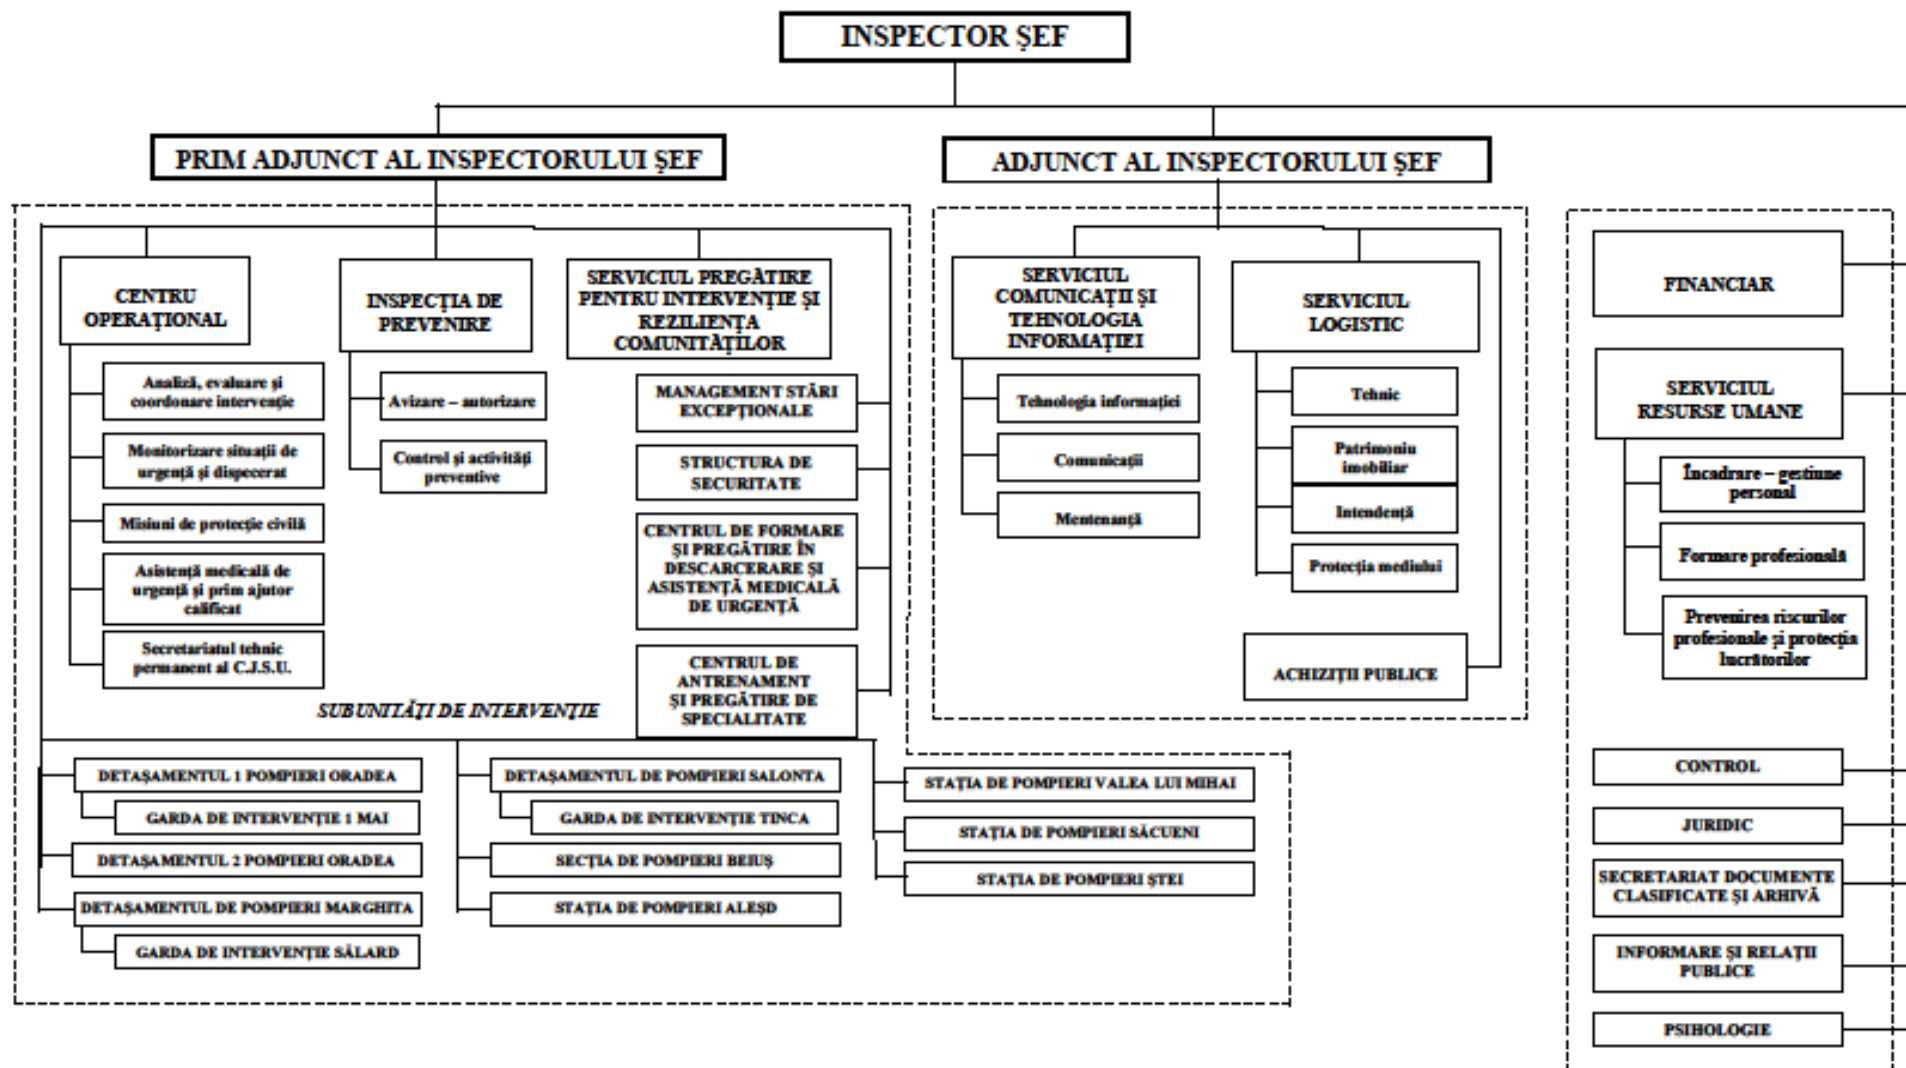 INSPECTOR ŞEF
PRIM ADJUNCT AL INSPECTORULUI ŞEF
ADJUNCT AL INSPECTORULUI ŞEF
CENTRU
OPERAŢIONAL
Analiză, evaluare şi
coordonare intervenţie
Monitorizare situaţii de
urgenţă şi dispecerat
Misiuni de protecţie civilă
Asistenţă medicală de
urgenţă şi prim ajutor
calificat
Secretariatul tehnic
permanent al C.J.S.U.
INSPECŢIA DE
PREVENIRE
Avizare – autorizare
Control şi activităţi
preventive
SERVICIUL PREGĂTIRE
PENTRU INTERVENŢIE ŞI
REZILIENŢA
COMUNITĂŢILOR
MANAGEMENT STĂRI
EXCEPŢIONALE
STRUCTURA DE
SECURITATE
CENTRUL DE FORMARE
ŞI PREGĂTIRE ÎN
DESCARCERARE ŞI
ASISTENŢĂ MEDICALĂ
DE URGENŢĂ
CENTRUL DE
ANTRENAMENT
ŞI PREGĂTIRE DE
SPECIALITATE
SUBUNITĂŢI DE INTERVENŢIE
DETAŞAMENTUL 1 POMPIERI ORADEA
GARDA DE INTERVENŢIE 1 MAI
DETAŞAMENTUL 2 POMPIERI ORADEA
DETAŞAMENTUL DE POMPIERI MARGHITA
GARDA DE INTERVENŢIE SĂLARD
DETAŞAMENTUL DE POMPIERI SALONTA
GARDA DE INTERVENŢIE TINCA
SECŢIA DE POMPIERI BEIUŞ
STAŢIA DE POMPIERI ALEŞD
STAŢIA DE POMPIERI VALEA LUI MIHAI
STAŢIA DE POMPIERI SĂCUENI
STAŢIA DE POMPIERI ŞTEI
SERVICIUL
COMUNICAŢII ŞI
TEHNOLOGIA
INFORMAŢIEI
Tehnologia informaţiei
Comunicaţii
Mentenanţă
SERVICIUL
LOGISTIC
Tehnic
Patrimoniu
imobiliar
Intendenţă
Protecţia mediului
ACHIZIŢII PUBLICE
FINANCIAR
SERVICIUL
RESURSE UMANE
Încadrare – gestiune
personal
Formare profesională
Prevenirea riscurilor
profesionale şi protecţia
lucrătorilor
CONTROL
JURIDIC
SECRETARIAT DOCUMENTE
CLASIFICATE ŞI ARHIVĂ
INFORMARE ŞI RELAŢII
PUBLICE
PSIHOLOGIE